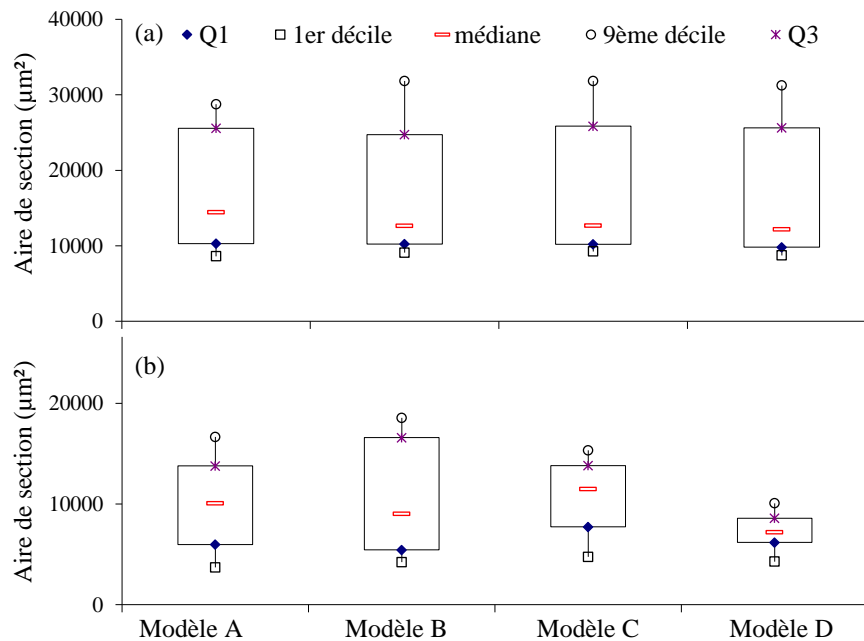 (a)
Q1
1er décile
médiane
9ème décile
Q3
Aire de section (µm²)
40000
30000
20000
10000
0
(b)
Aire de section (µm²)
20000
10000
0
Modèle A
Modèle B
Modèle C
Modèle D